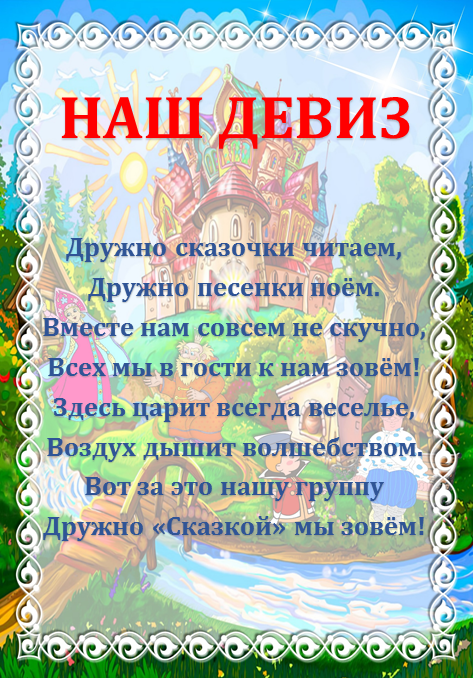 НАШ ДЕВИЗ
Дружно сказочки читаем,
Дружно песенки поём.
Вместе нам совсем не скучно,
Всех мы в гости к нам зовём!
Здесь царит всегда веселье,
Воздух дышит волшебством.
Вот за это нашу группу
Дружно «Сказкой» мы зовём!